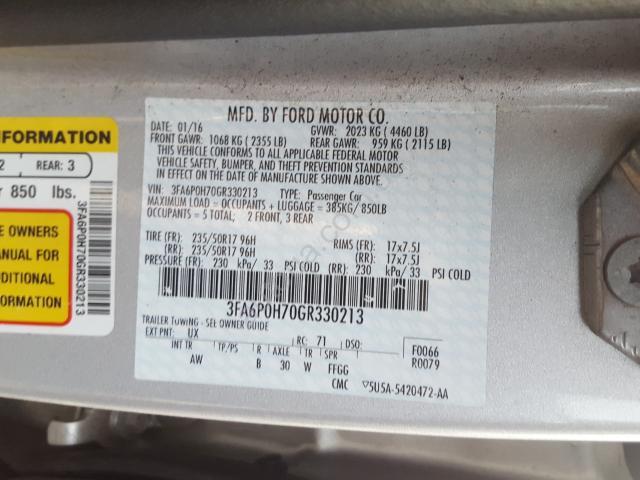 MFD. BY FORD MOTOR CO.
DATE: 01/16
GVWR: 2023 KG ( 4460 LB)
FRONT GAWR: 1068 KG ( 2355 LB)
REAR GAWR: 959 KG ( 2115 LB)
THIS VEHICLE CONFORMS TO ALL APPLICABLE FEDERAL MOTOR
VEHICLE SAFETY, BUMPER, AND THEFT PREVENTION STANDARDS
IN EFFECT ON THE DATE OF MANUFACTURE SHOWN ABOVE.
VIN: 3FA6P0H70GR330213 TYPE: Passenger Car
MAXIMUM LOAD = OCCUPANTS + LUGGAGE = 385KG/ 850LB
OCCUPANTS = 5 TOTAL; 2 FRONT, 3 REAR
TIRE (FR): 235/50R17 96H RIMS (FR): 17x7.5J
(RR): 235/50R17 96H (RR): 17x7.5J
PRESSURE (FR): 230 kPa/ 33 PSI COLD (RR): 230 kPa/ 33 PSI COLD
3FA6P0H70GR330213
TRAILER TOWING - SEE OWNER GUIDE
EXT PNT: UX RC: 71 DSO:
INT TR TP/PS R AXLE TR SPR
AW B 30 W FFGG
F0066
R0079
CMC 5U5A-5420472-AA
INFORMATION
2 REAR: 3
r 850 lbs.
E OWNERS
MANUAL FOR
DDITIONAL
FORMATION
3FA6P0H70GR330213